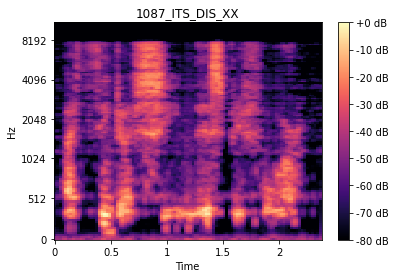 1087_ITS_DIS_XX
+0 dB
8192
-10 dB
4096
-20 dB
-30 dB
2048
Hz
-40 dB
1024
-50 dB
512
-60 dB
-70 dB
0
-80 dB
0 0.5 1 1.5 2
Time